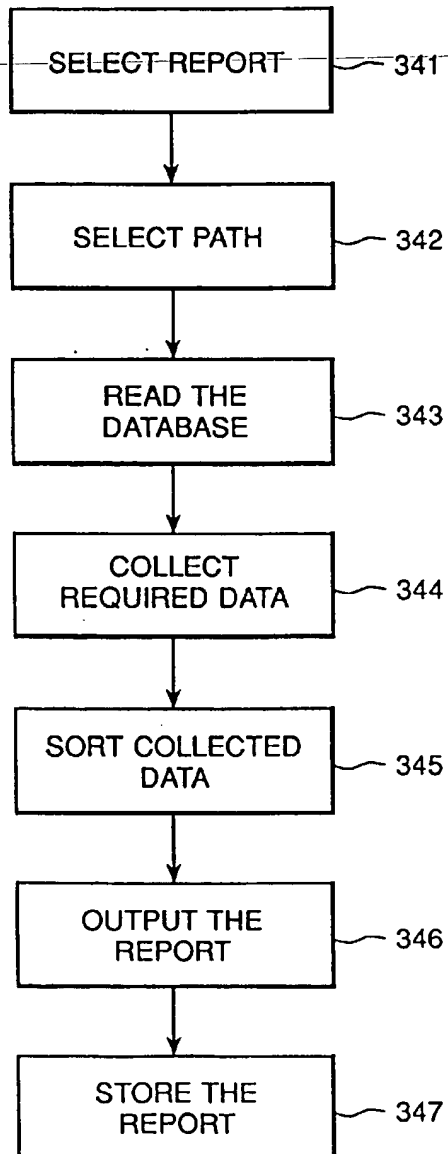 SELECT REPORT
341
SELECT PATH
342
READ THE
DATABASE
343
COLLECT
REQUIRED DATA
344
SORT COLLECTED
DATA
345
OUTPUT THE
REPORT
346
STORE THE
REPORT
347